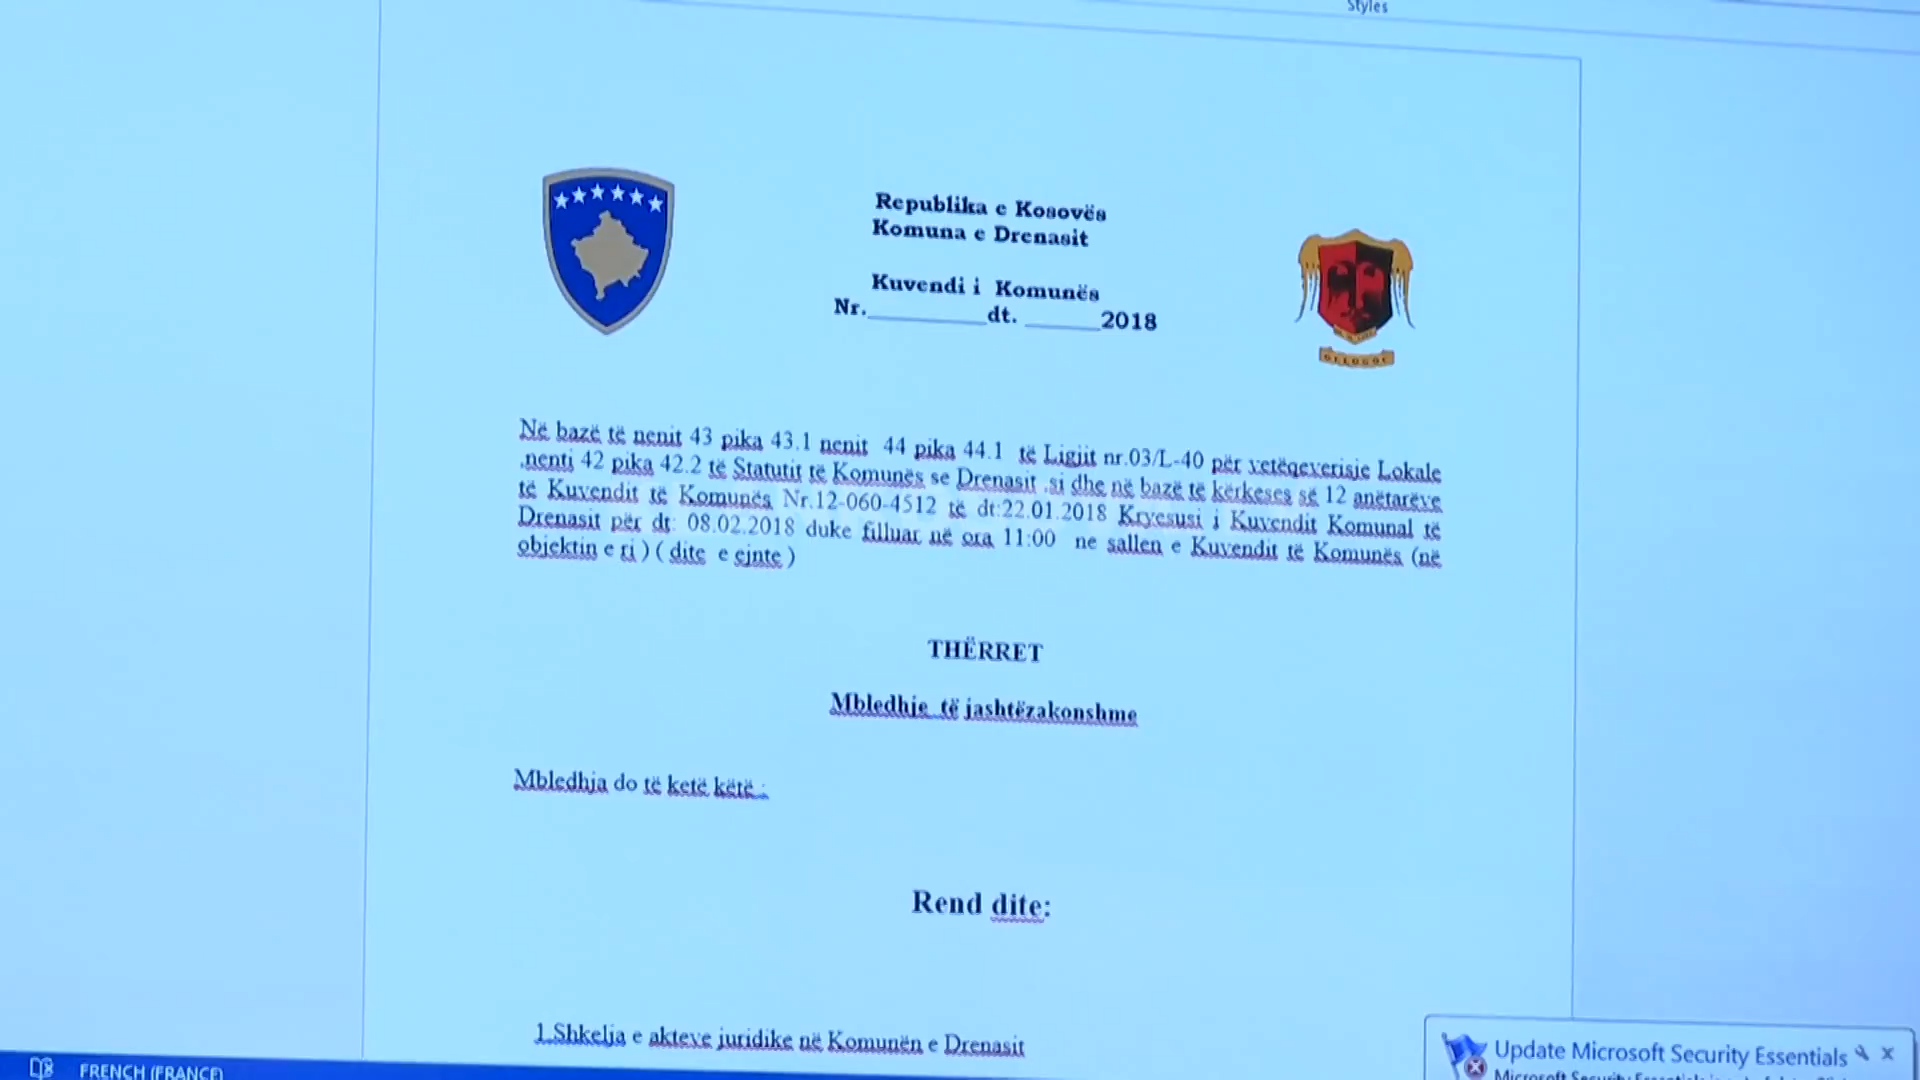 Styles
Republika e Kosovës
Komuna e Drenasit
Kuvendi i Komunës
Nr.__________dt. ______2018
Në bazë të nenit 43 pika 43.1 nenit 44 pika 44.1 të Ligjit nr.03/L-40 për vetëqeverisje Lokale
,nenti 42 pika 42.2 të Statutit të Komunës se Drenasit ,si dhe në bazë të kërkeses së 12 anëtarëve
të Kuvendit të Komunës Nr.12-060-4512 të dt:22.01.2018 Kryesusi i Kuvendit Komunal të
Drenasit për dt: 08.02.2018 duke filluar në ora 11:00 ne sallen e Kuvendit të Komunës (në
objektin e ri ) ( dite e ejnte )
THËRRET
Mbledhje të jashtëzakonshme
Mbledhja do të ketë këtë :
Rend dite:
1.Shkelja e akteve juridike në Komunën e Drenasit
FRENCH (FRANCE)
Update Microsoft Security Essentials
Microsoft Security